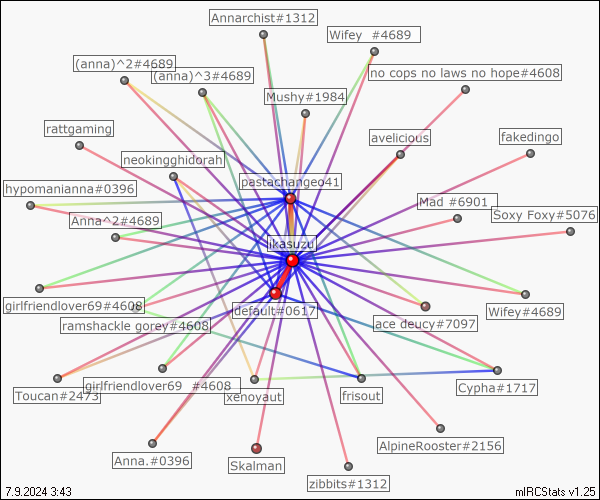 Annarchist#1312
Wifey  #4689
(anna)^2#4689
(anna)^3#4689
no cops no laws no hope#4608
Mushy#1984
rattgaming
avelicious
fakedingo
neokingghidorah
pastachangeo41
hypomanianna#0396
Mad #6901
Anna^2#4689
Soxy Foxy#5076
ikasuzu
girlfriendlover69#4608
default#0617
Wifey#4689
ramshackle gorey#4608
ace deucy#7097
Toucan#2473
girlfriendlover69  #4608
xenoyaut
frisout
Cypha#1717
AlpineRooster#2156
Anna.#0396
Skalman
zibbits#1312
7.9.2024 3:43
mIRCStats v1.25